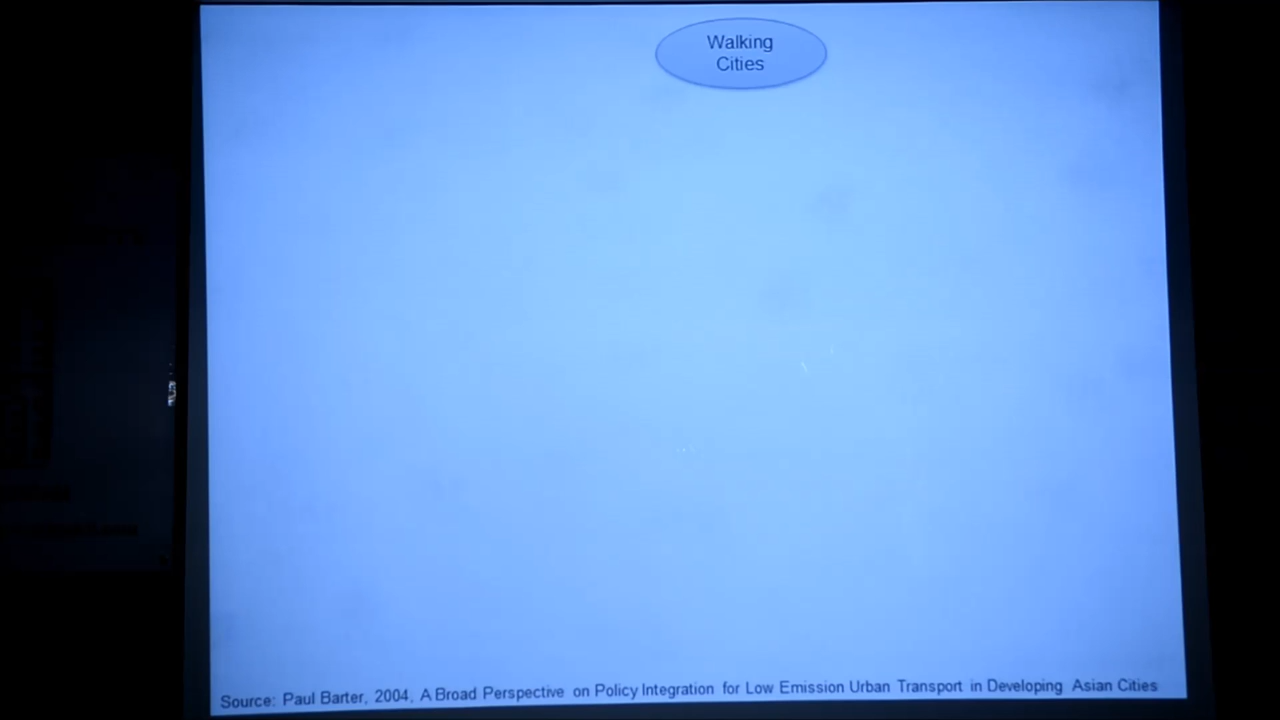 Walking
Cities
Source: Paul Barter, 2004, A Broad Perspective on Policy Integration for Low Emission Urban Transport in Developing Asian Cities